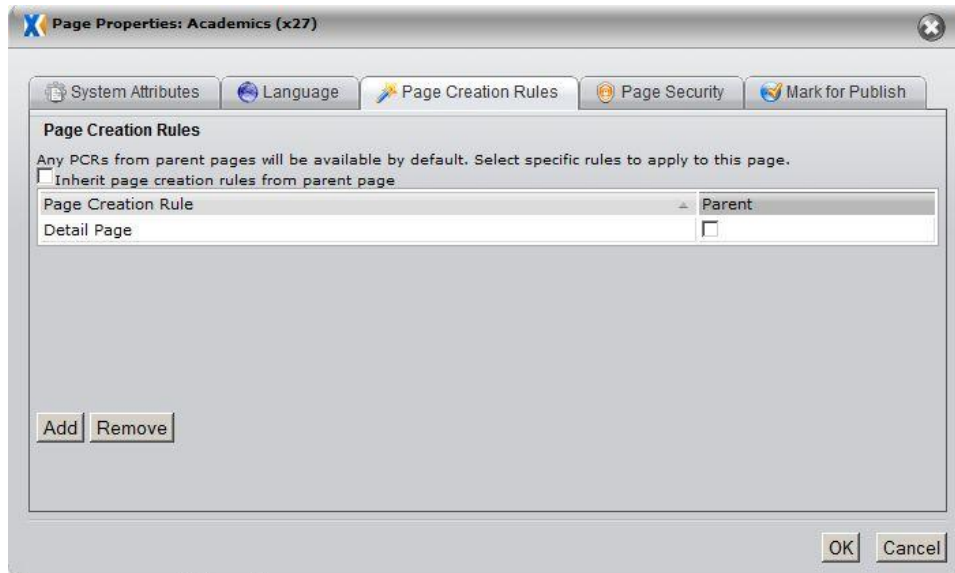 Page Properties: Academics (x27)
System Attributes Language Page Creation Rules Page Security Mark for Publish
Page Creation Rules
Any PCRs from parent pages will be available by default. Select specific rules to apply to this page.
Inherit page creation rules from parent page
Page Creation Rule Parent
Detail Page
Add Remove
OK Cancel